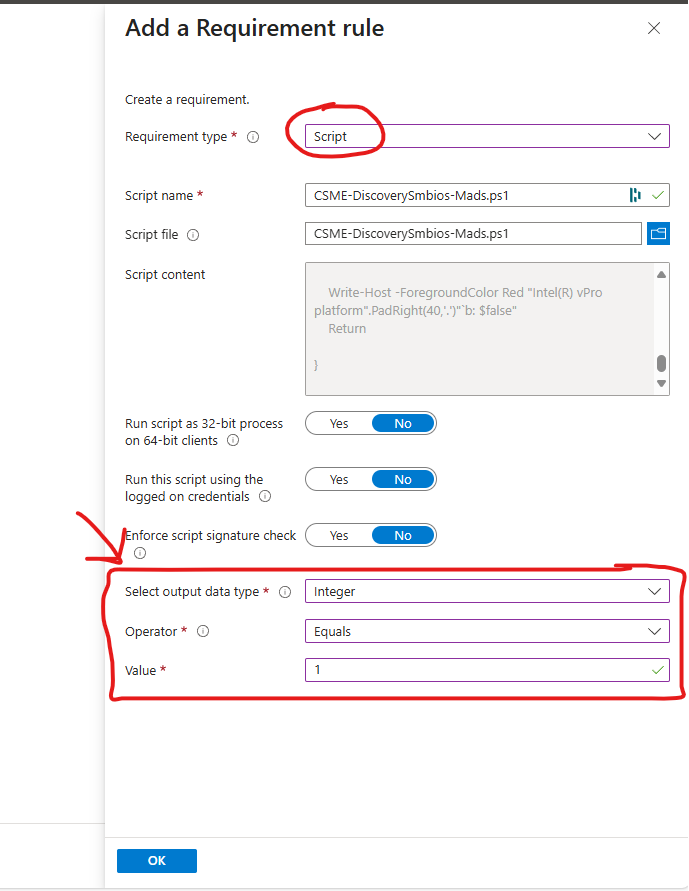 Add a Requirement rule
Create a requirement.
Requirement type *
Script
Script name *
CSME-DiscoverySmbios-Mads.ps1
Script file
CSME-DiscoverySmbios-Mads.ps1
Script content
Write-Host -ForegroundColor Red "Intel(R) vPro
platform".PadRight(40,'.')"`b: $false"
Return
}
Run script as 32-bit process
on 64-bit clients
Yes No
Run this script using the
logged on credentials
Yes No
Enforce script signature check
Yes No
Select output data type *
Integer
Operator *
Equals
Value *
1
OK